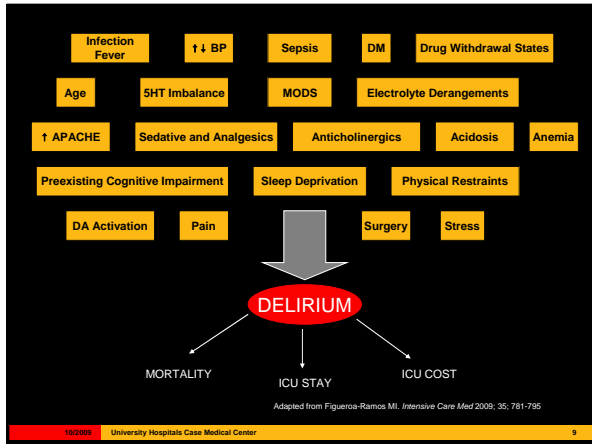 Infection
Fever
↑↓ BP
Sepsis
DM
Drug Withdrawal States
Age
5HT Imbalance
MODS
Electrolyte Derangements
↑ APACHE
Sedative and Analgesics
Anticholinergics
Acidosis
Anemia
Preexisting Cognitive Impairment
Sleep Deprivation
Physical Restraints
DA Activation
Pain
Surgery
Stress
DELIRIUM
MORTALITY
ICU STAY
ICU COST
Adapted from Figueroa-Ramos MI. Intensive Care Med 2009; 35; 781-795
10/2009 University Hospitals Case Medical Center 9